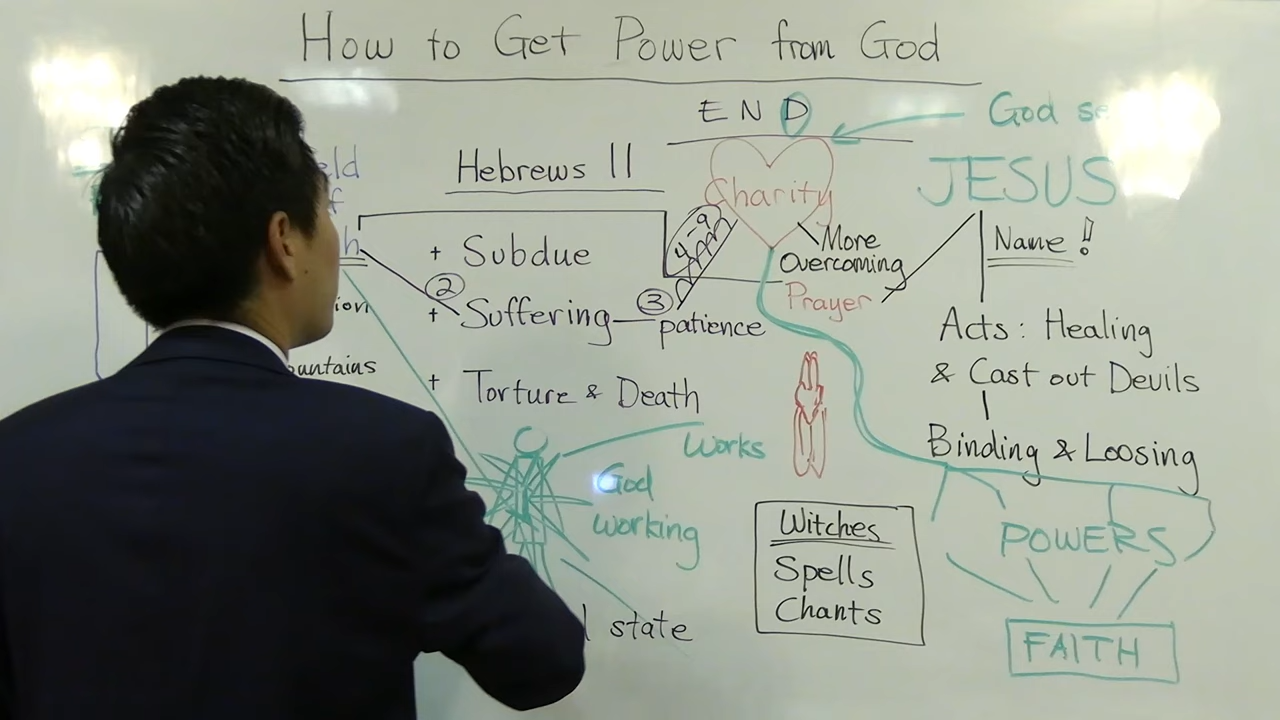 How to Get Power from God
END
God
Hebrews 11
JESUS
Charity
4-9
+ Subdue
More
Overcoming
Prayer
Name!
2
+ Suffering
3
patience
Acts: Healing
& Cast out Devils
+ Torture & Death
Works
Binding & Loosing
God
working
Witches
Spells
Chants
POWERS
state
FAITH